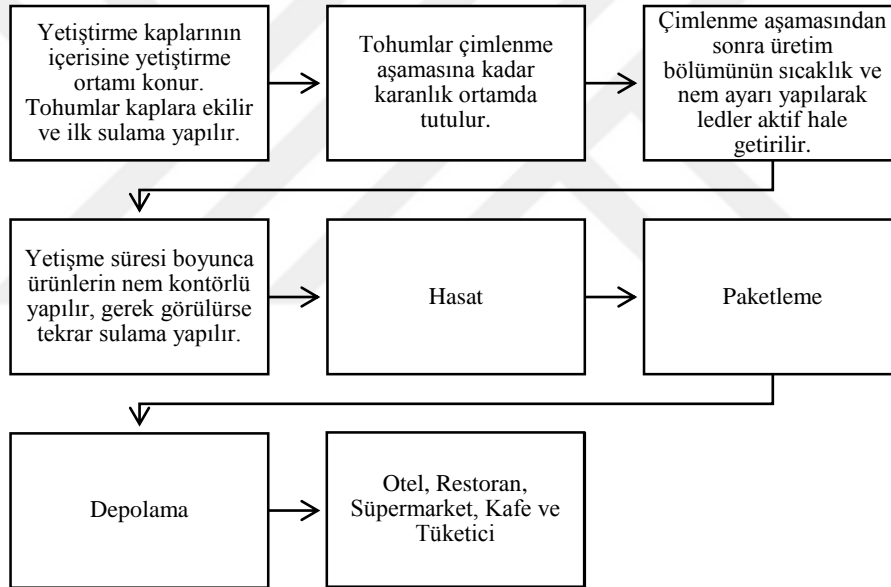 Yetiştirme kaplarının
içerisine yetiştirme
ortamı konur.
Tohumlar kaplara ekilir
ve ilk sulama yapılır.
Tohumlar çimlenme
aşamasına kadar
karanlık ortamda
tutulur.
Çimlenme aşamasından
sonra üretim
bölümünün sıcaklık ve
nem ayarı yapılarak
ledler aktif hale
getirilir.
Yetişme süresi boyunca
ürünlerin nem kontörlü
yapılır, gerek görülürse
tekrar sulama yapılır.
Hasat
Paketleme
Depolama
Otel, Restoran,
Süpermarket, Kafe ve
Tüketici